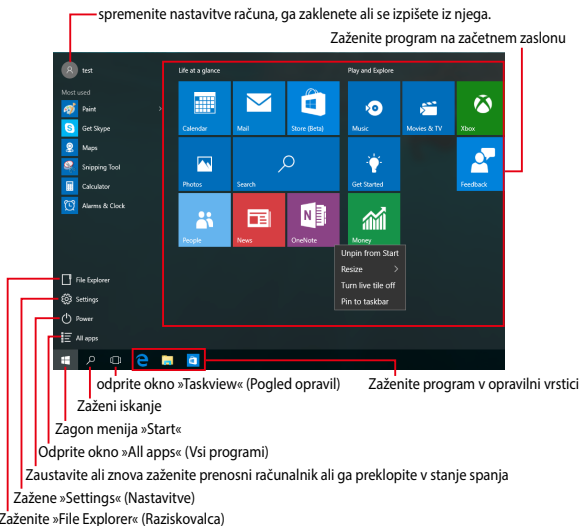 spremenite nastavitve računa, ga zaklenete ali se izpišete iz njega.
Zaženite program na začetnem zaslonu
test
Most used
Paint
Get Skype
Maps
Snipping Tool
Calculator
Alarms & Clock
File Explorer
Settings
Power
All apps
Life at a glance
Play and Explore
Calendar
Mail
Store (Beta)
Music
Movies & TV
Xbox
Photos
Search
Get Started
Feedback
People
News
OneNote
Money
Unpin from Start
Resize
Turn live tile off
Pin to taskbar
odprite okno »Taskview« (Pogled opravil)
Zaženite program v opravilni vrstici
Zaženi iskanje
Zagon menija »Start«
Odprite okno »All apps« (Vsi programi)
Zaustavite ali znova zaženite prenosni računalnik ali ga preklopite v stanje spanja
Zažene »Settings« (Nastavitve)
Zaženite »File Explorer« (Raziskovalca)